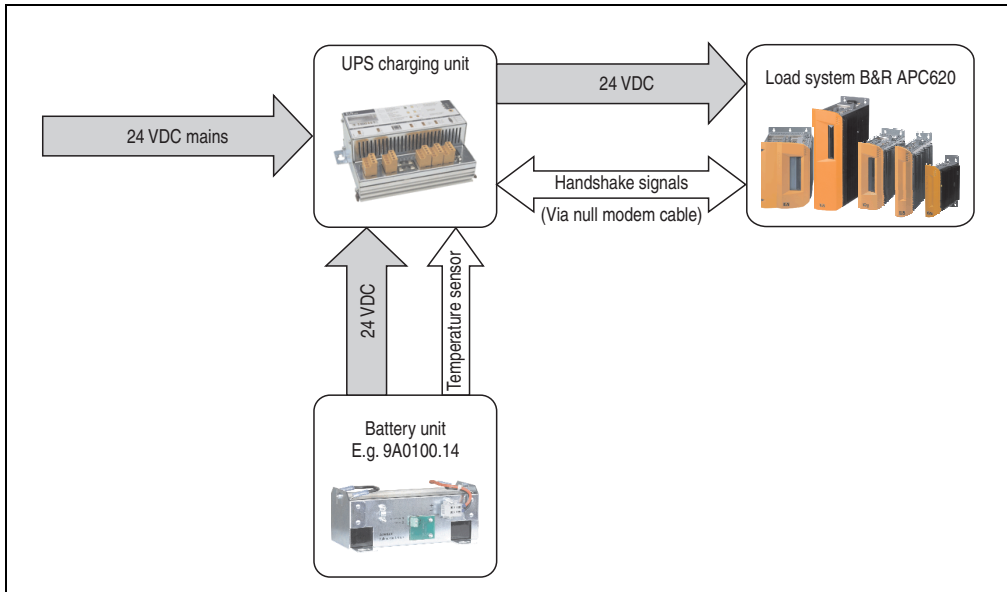 UPS charging unit
24 VDC mains
24 VDC
Load system B&R APC620
Handshake signals
(Via null modem cable)
24 VDC
Temperature sensor
Battery unit
E.g. 9A0100.14